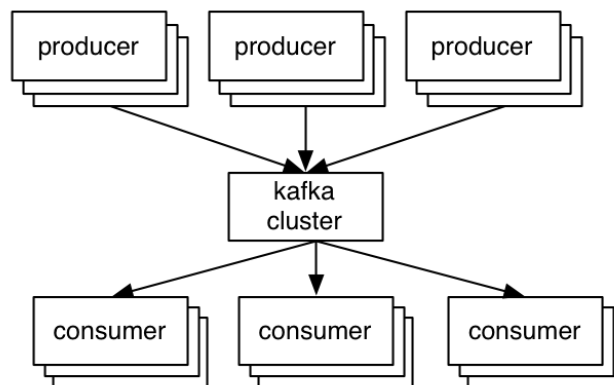 producer
producer
producer
kafka
cluster
consumer
consumer
consumer